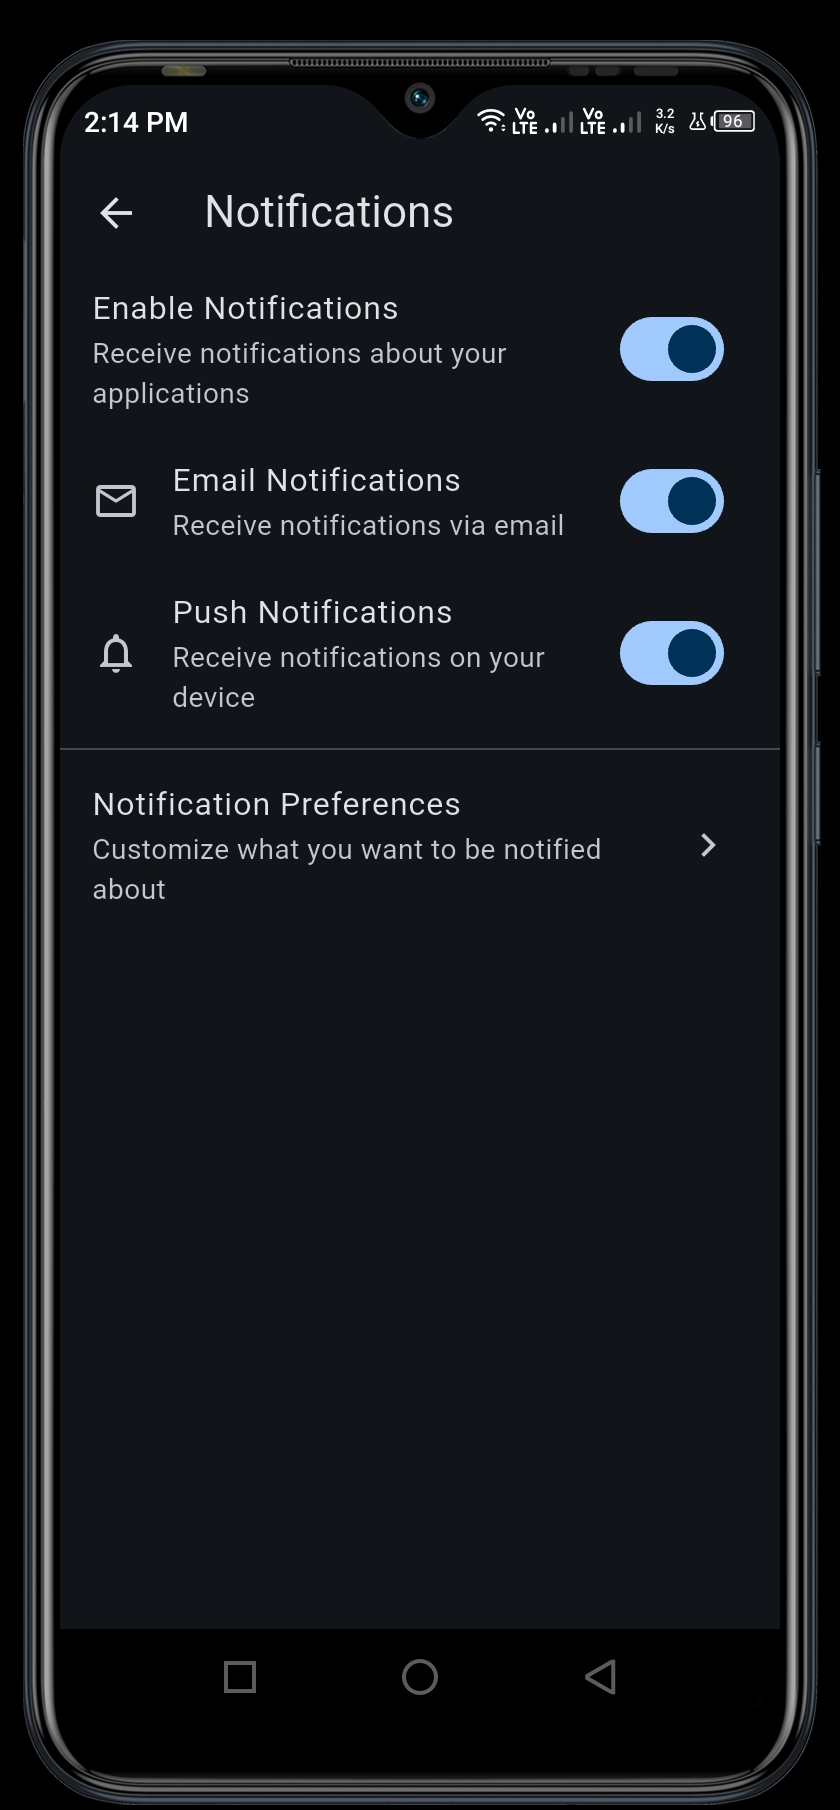 2:14 PM
Vo LTE
Vo LTE
3.2 K/s
96
Notifications
Enable Notifications
Receive notifications about your
applications
Email Notifications
Receive notifications via email
Push Notifications
Receive notifications on your
device
Notification Preferences
Customize what you want to be notified
about